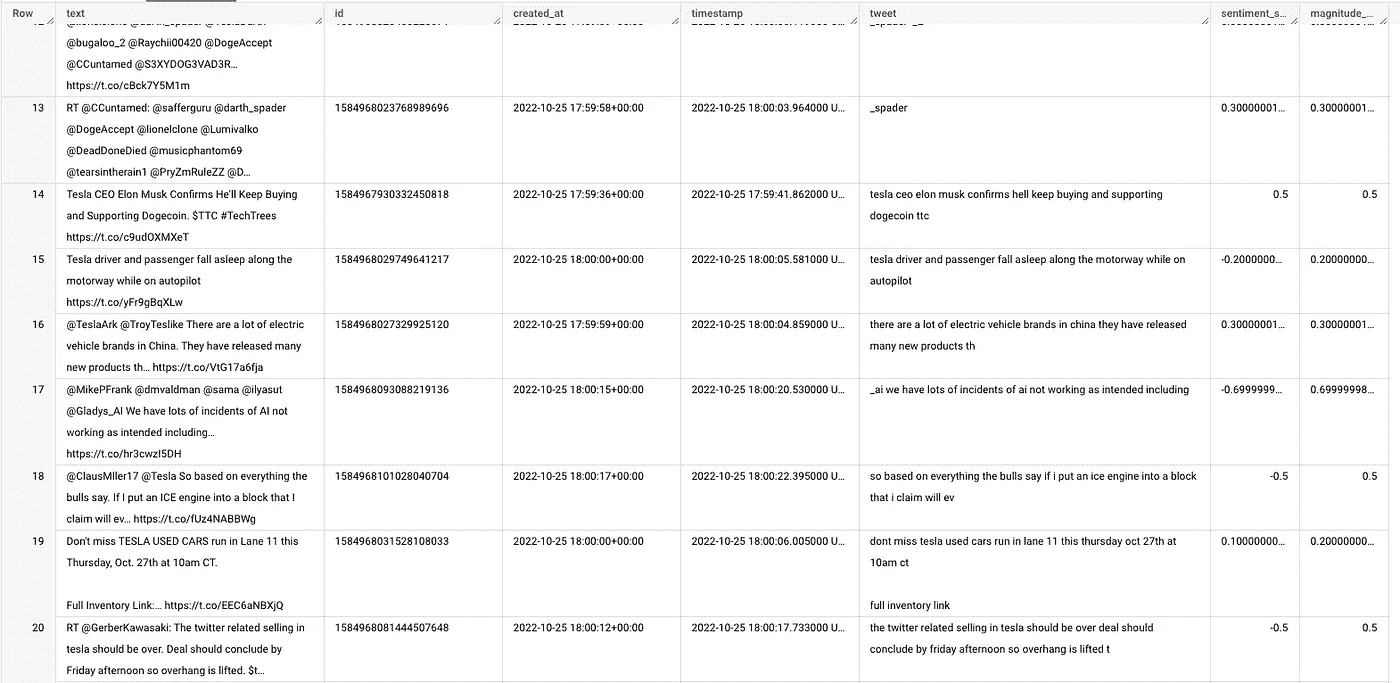 Row text id created_at timestamp tweet sentiment_s... magnitude_...
@bugaloo_2 @Raychii00420 @DogeAccept
@CCuntamed @S3XYDOG3VAD3R…
https://t.co/cBck7Y5M1m
13 RT @CCuntamed: @safferguru @darth_spader 1584968023768989696 2022-10-25 17:59:58+00:00 2022-10-25 18:00:03.964000 U... _spader 0.30000001... 0.30000001...
@DogeAccept @lionelclone @Lumivalko
@DeadDoneDied @musicphantom69
@tearsintherain1 @PryZmRuleZZ @D…
14 Tesla CEO Elon Musk Confirms He'll Keep Buying 1584967930332450818 2022-10-25 17:59:36+00:00 2022-10-25 17:59:41.862000 U... tesla ceo elon musk confirms hell keep buying and supporting 0.5 0.5
and Supporting Dogecoin. $TTC #TechTrees dogecoin ttc
https://t.co/c9udOXMXeT
15 Tesla driver and passenger fall asleep along the 1584968029749641217 2022-10-25 18:00:00+00:00 2022-10-25 18:00:05.581000 U... tesla driver and passenger fall asleep along the motorway while on -0.2000000... 0.20000000...
motorway while on autopilot autopilot
https://t.co/yFr9gBqXLw
16 @TeslaArk @TroyTeslike There are a lot of electric 1584968027329925120 2022-10-25 17:59:59+00:00 2022-10-25 18:00:04.859000 U... there are a lot of electric vehicle brands in china they have released 0.30000001... 0.30000001...
vehicle brands in China. They have released many many new products th
new products th… https://t.co/VtG17a6fja
17 @MikePFrank @dmvaldman @sama @ilyasut 1584968093088219136 2022-10-25 18:00:15+00:00 2022-10-25 18:00:20.530000 U... _ai we have lots of incidents of ai not working as intended including -0.6999999... 0.69999998...
@Gladys_AI We have lots of incidents of AI not
working as intended including…
https://t.co/hr3cwzI5DH
18 @ClausMller17 @Tesla So based on everything the 1584968101028040704 2022-10-25 18:00:17+00:00 2022-10-25 18:00:22.395000 U... so based on everything the bulls say if i put an ice engine into a block -0.5 0.5
bulls say. If I put an ICE engine into a block that I that i claim will ev
claim will ev… https://t.co/fUz4NABBWg
19 Don't miss TESLA USED CARS run in Lane 11 this 1584968031528108033 2022-10-25 18:00:00+00:00 2022-10-25 18:00:06.005000 U... dont miss tesla used cars run in lane 11 this thursday oct 27th at 0.10000000... 0.20000000...
Thursday, Oct. 27th at 10am CT. 10am ct
Full Inventory Link:… https://t.co/EEC6aNBXjQ full inventory link
20 RT @GerberKawasaki: The twitter related selling in 1584968081444507648 2022-10-25 18:00:12+00:00 2022-10-25 18:00:17.733000 U... the twitter related selling in tesla should be over deal should -0.5 0.5
tesla should be over. Deal should conclude by conclude by friday afternoon so overhang is lifted t
Friday afternoon so overhang is lifted. $t…